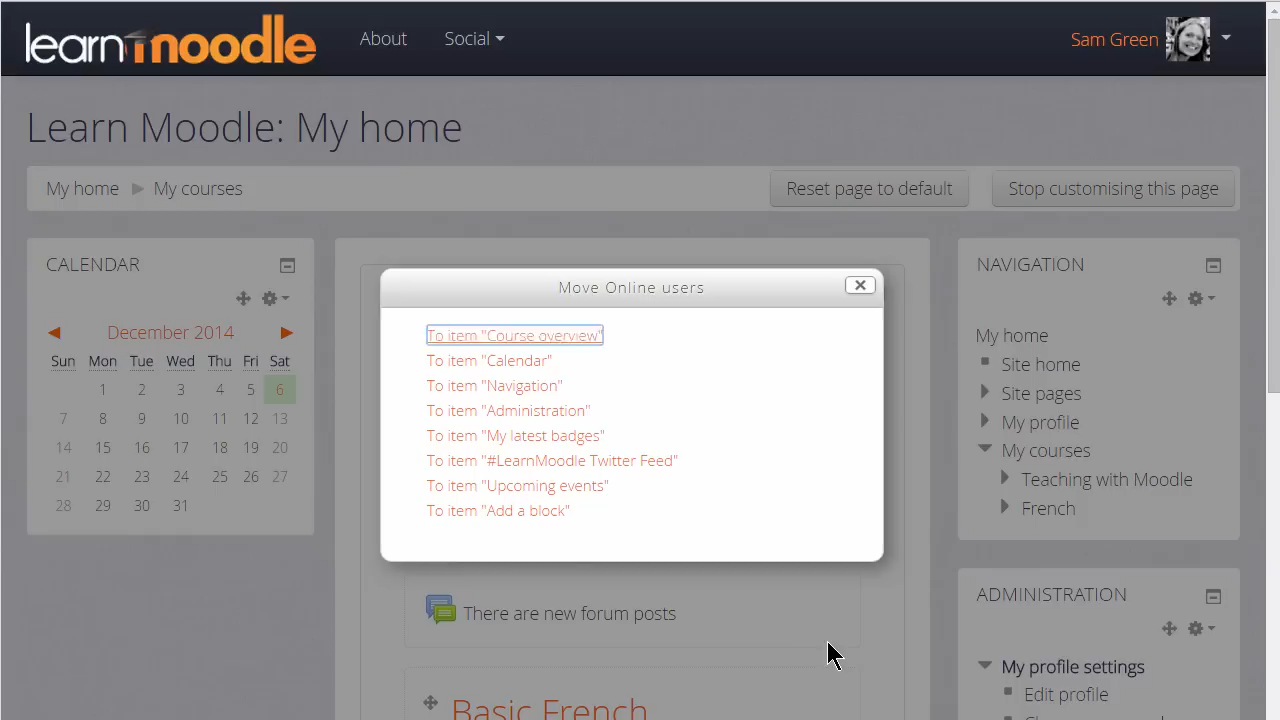 learn moodle
About
Social
Sam Green
Learn Moodle: My home
My home
My courses
Reset page to default
Stop customising this page
CALENDAR
December 2014
Sun Mon Tue Wed Thu Fri Sat
1 2 3 4 5 6
7 8 9 10 11 12 13
14 15 16 17 18 19 20
21 22 23 24 25 26 27
28 29 30 31
Move Online users
To item "Course overview"
To item "Calendar"
To item "Navigation"
To item "Administration"
To item "My latest badges"
To item "#LearnMoodle Twitter Feed"
To item "Upcoming events"
To item "Add a block"
There are new forum posts
Basic French
NAVIGATION
My home
Site home
Site pages
My profile
My courses
Teaching with Moodle
French
ADMINISTRATION
My profile settings
Edit profile